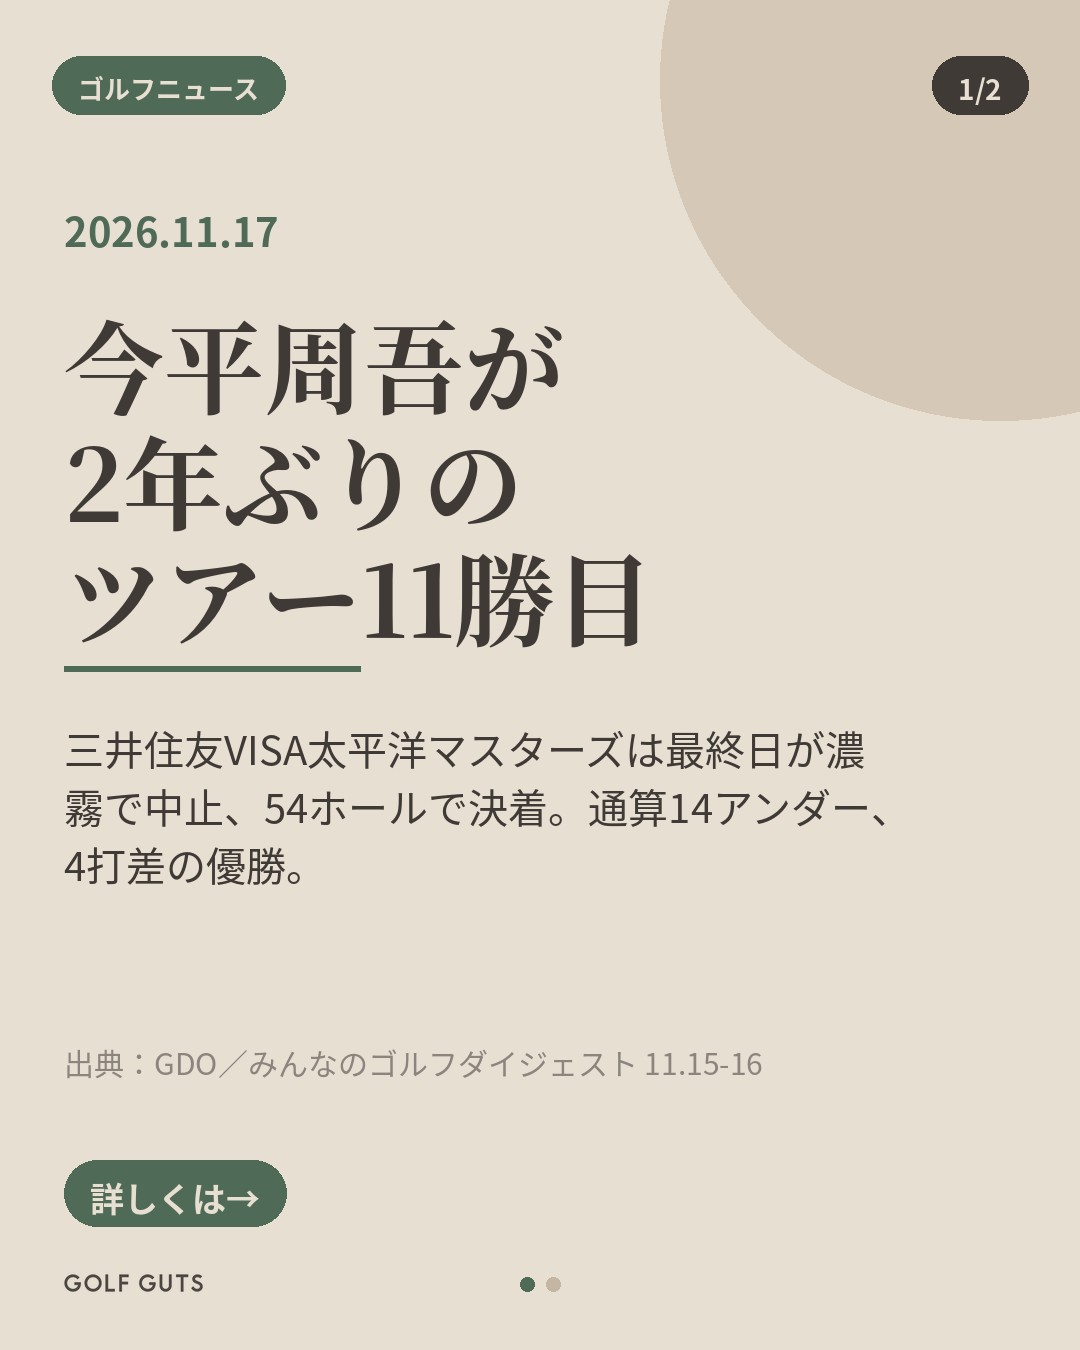 ゴルフニュース
1/2
2026.11.17
今平周吾が
2年ぶりの
ツアー11勝目
三井住友VISA太平洋マスターズは最終日が濃
霧で中止、54ホールで決着。通算14アンダー、
4打差の優勝。
出典：GDO／みんなのゴルフダイジェスト 11.15-16
詳しくは→
GOLF GUTS